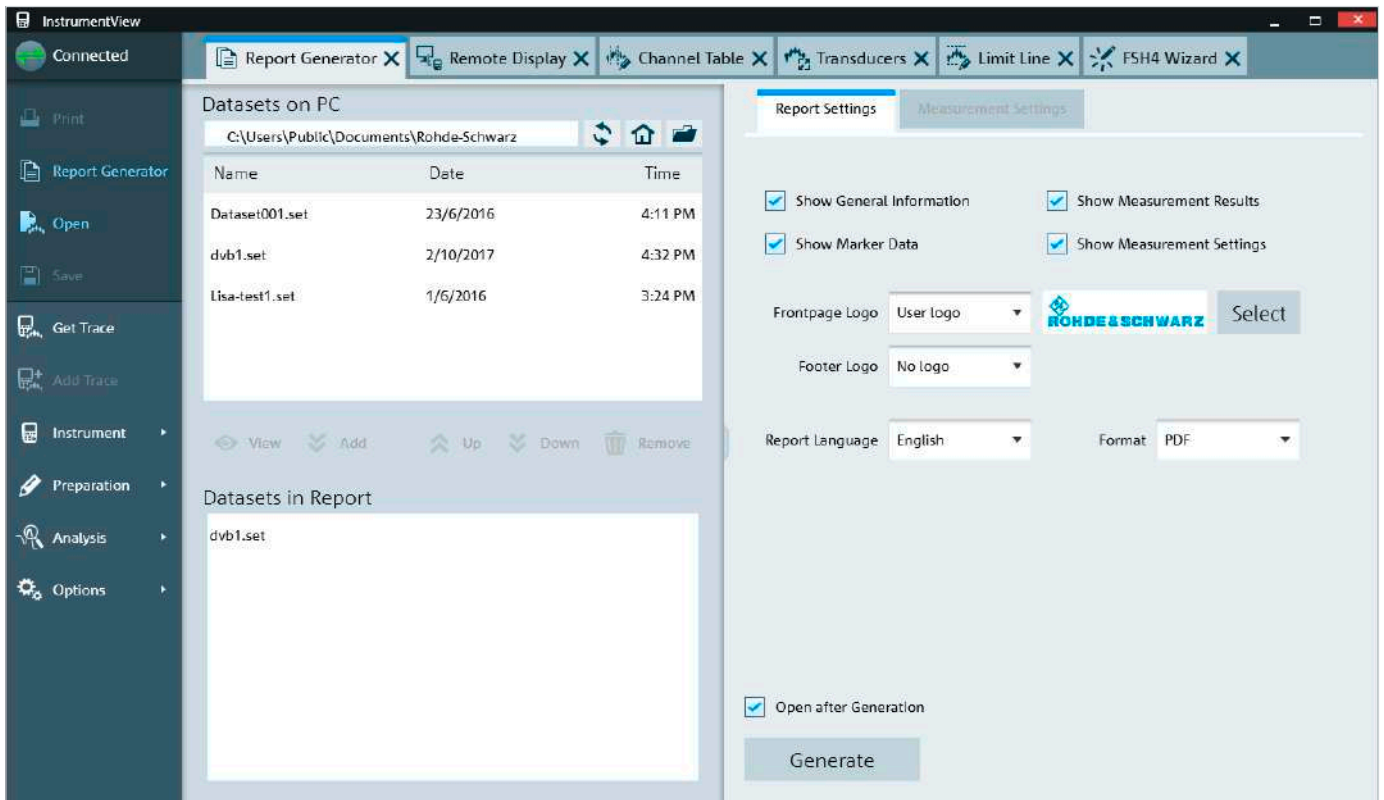 InstrumentView
Connected
Report Generator
Remote Display
Channel Table
Transducers
Limit Line
FSH4 Wizard
Print
Report Generator
Open
Save
Get Trace
Add Trace
Instrument
Preparation
Analysis
Options
Datasets on PC
C:\Users\Public\Documents\Rohde-Schwarz
Name Date Time
Dataset001.set 23/6/2016 4:11 PM
dvb1.set 2/10/2017 4:32 PM
Lisa-test1.set 1/6/2016 3:24 PM
View Add Up Down Remove
Datasets in Report
dvb1.set
Report Settings Measurement Settings
Show General Information Show Measurement Results
Show Marker Data Show Measurement Settings
Frontpage Logo User logo ROHDE&SCHWARZ Select
Footer Logo No logo
Report Language English Format PDF
Open after Generation
Generate